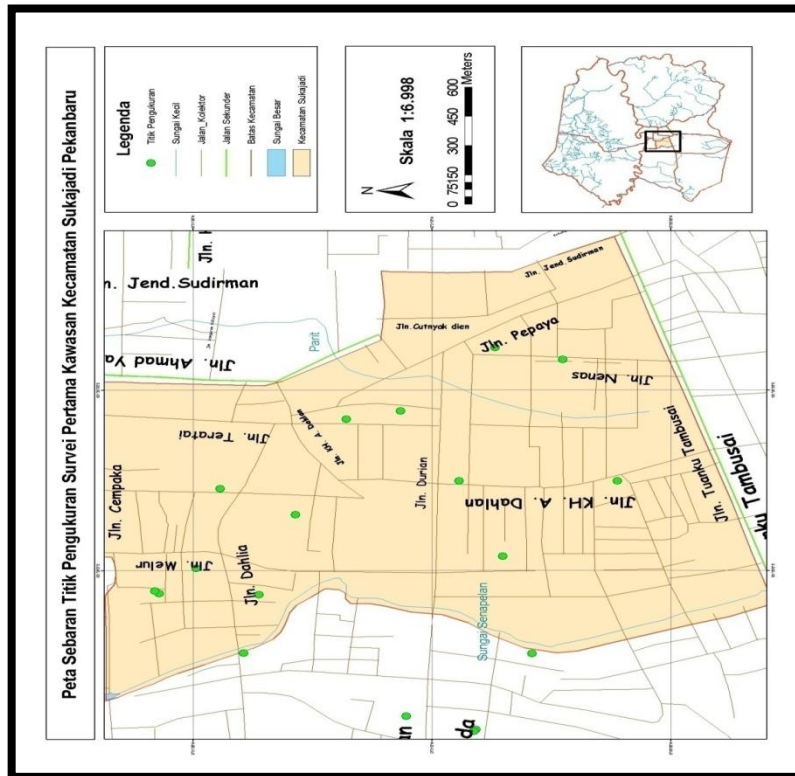 Peta Sebaran Titik Pengukuran Survei Pertama Kawasan Kecamatan Sukajadi Pekanbaru
Legenda
Titik Pengukuran
Sungai Kecil
Jalan_Kolektor
Jalan Sekunder
Batas Kecamatan
Sungai Besar
Kecamatan Sukajadi
N
Skala 1:6.998
0 75150 300 450 600
Meters
n. Jend.Sudirman
Jln. Ahmad Ya
Parit
Jln.Cutnyak dien
Jln. Jend.Sudirman
Jln. Pepaya
Jln. Nenas
Jln. Teratai
Jln. KH. A. Dahlan
Jln. Cempaka
Jln. Durian
Jln. KH. A. Dahlan
Jln. Tuanku Tambusai
ku Tambusai
Jln. Melur
Jln. Dahlia
Sungai Senapelan
an
da